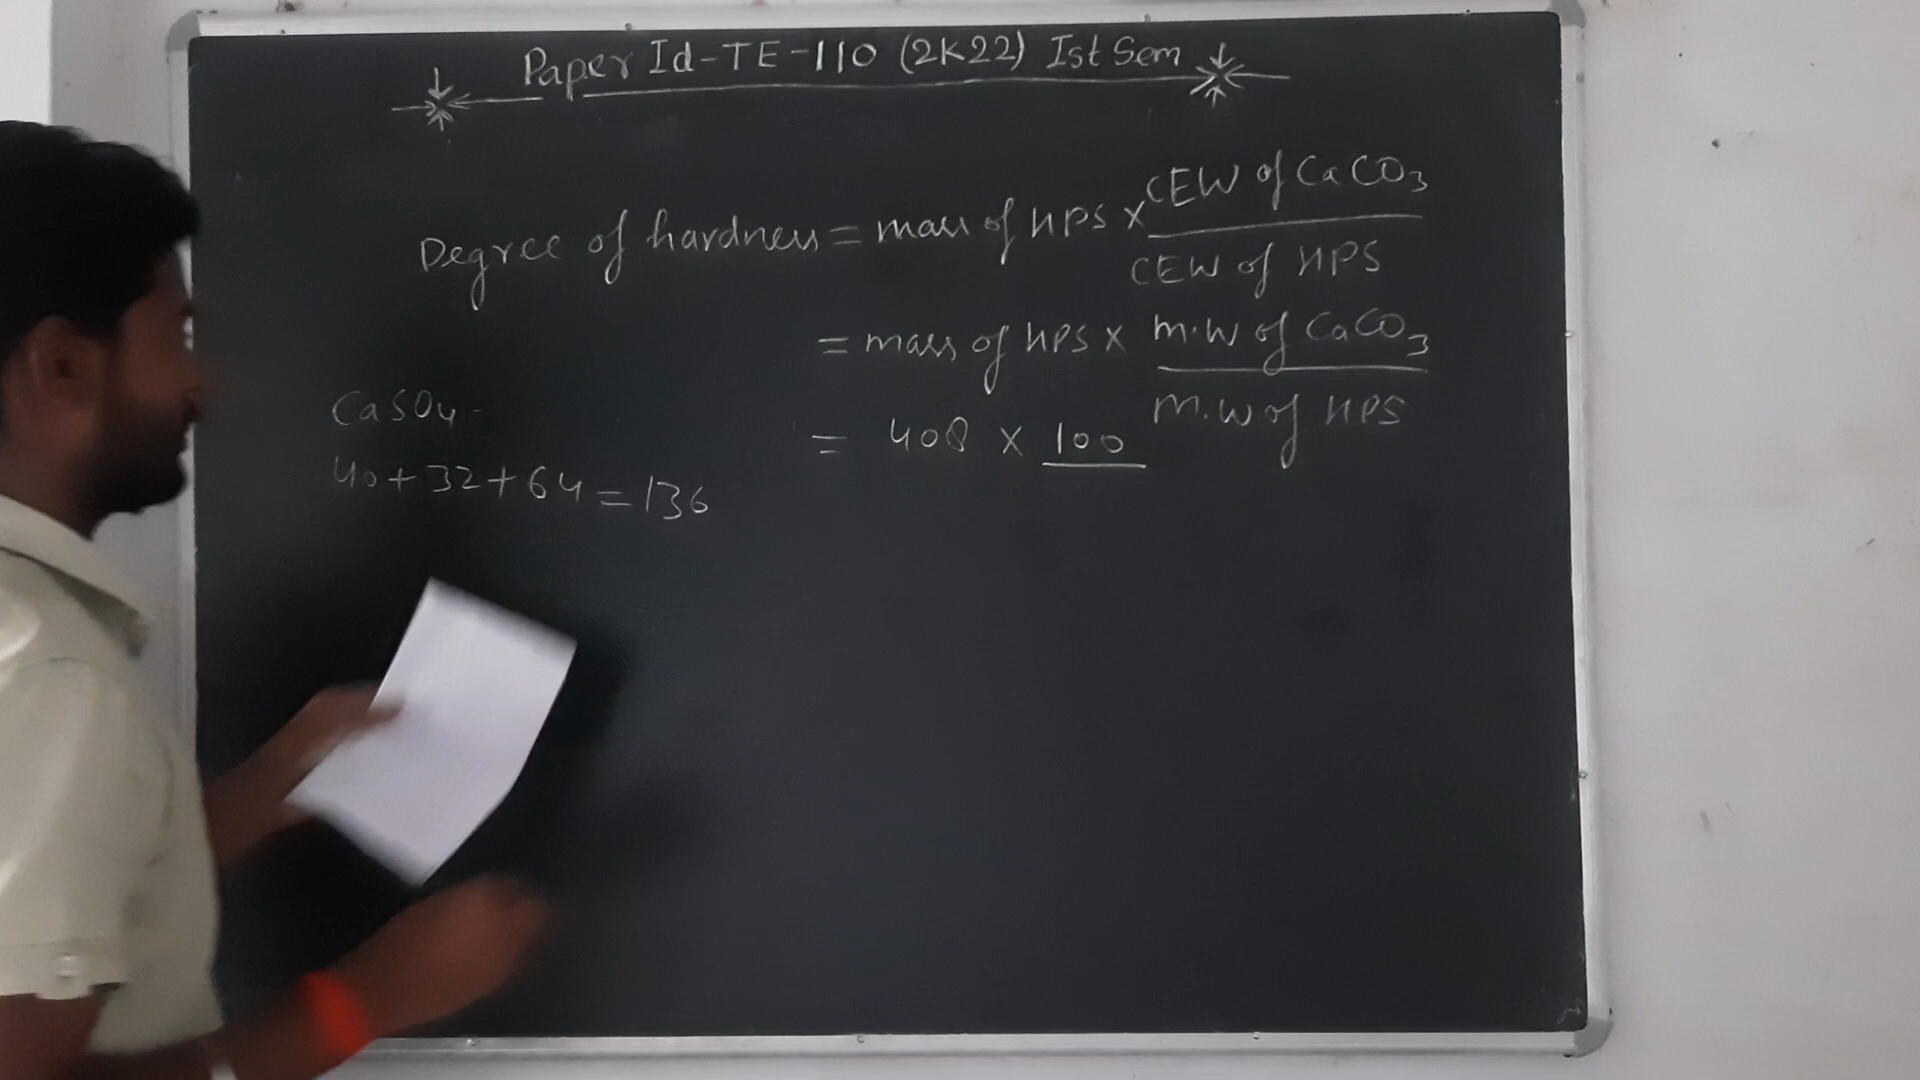 Paper Id-TE-110 (2K22) Ist Sem
Degree of hardness = mass of HPS × CEW of CaCO3
CEW of HPS
= mass of HPS × M.W of CaCO3
M.W of HPS
CaSO4-
= 408 × 100
40+32+64=136